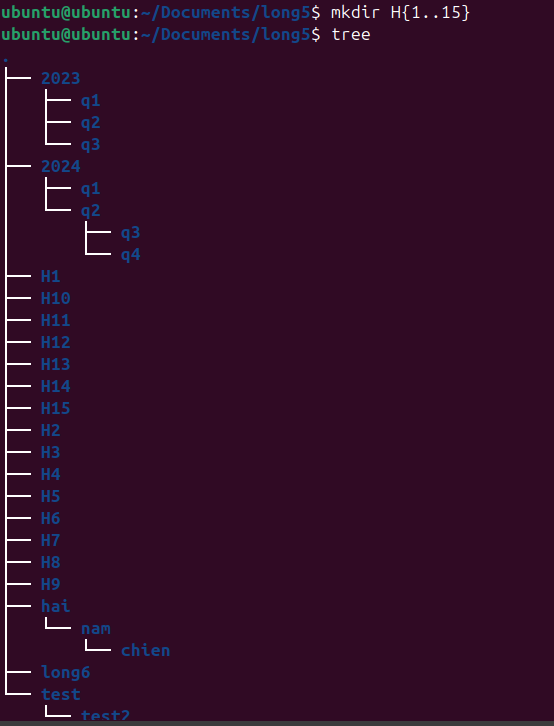 ubuntu@ubuntu:~/Documents/long5$ mkdir H{1..15}
ubuntu@ubuntu:~/Documents/long5$ tree
.
├── 2023
│   ├── q1
│   ├── q2
│   └── q3
├── 2024
│   ├── q1
│   └── q2
│       ├── q3
│       └── q4
├── H1
├── H10
├── H11
├── H12
├── H13
├── H14
├── H15
├── H2
├── H3
├── H4
├── H5
├── H6
├── H7
├── H8
├── H9
├── hai
│   └── nam
│       └── chien
├── long6
└── test
    └── test2